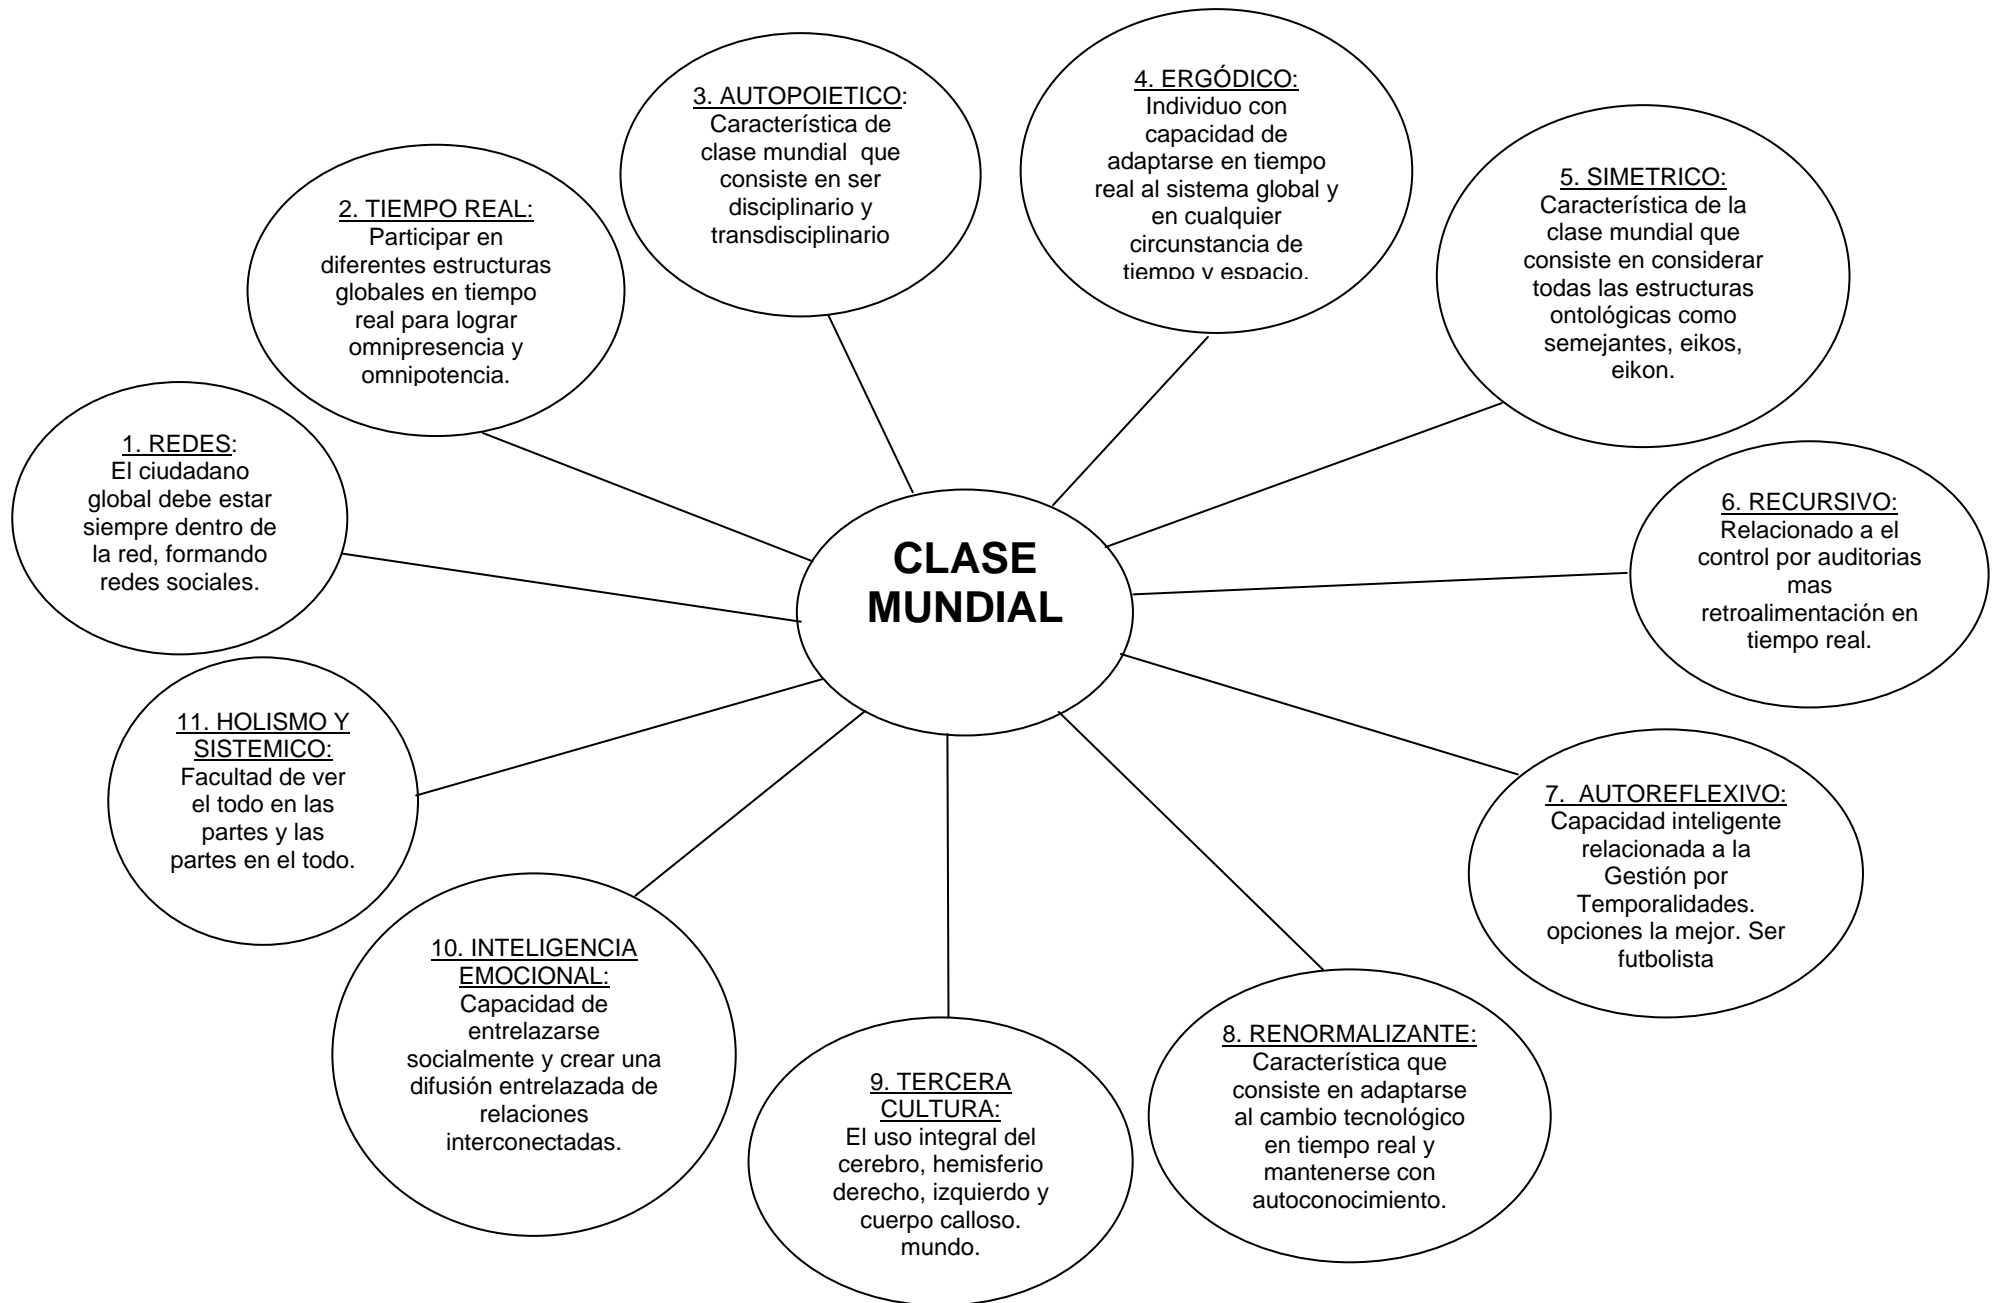 CLASE
MUNDIAL
1. REDES:
El ciudadano
global debe estar
siempre dentro de
la red, formando
redes sociales.
2. TIEMPO REAL:
Participar en
diferentes estructuras
globales en tiempo
real para lograr
omnipresencia y
omnipotencia.
3. AUTOPOIETICO:
Característica de
clase mundial  que
consiste en ser
disciplinario y
transdisciplinario
4. ERGÓDICO:
Individuo con
capacidad de
adaptarse en tiempo
real al sistema global y
en cualquier
circunstancia de
tiempo y espacio.
5. SIMETRICO:
Característica de la
clase mundial que
consiste en considerar
todas las estructuras
ontológicas como
semejantes, eikos,
eikon.
6. RECURSIVO:
Relacionado a el
control por auditorias
mas
retroalimentación en
tiempo real.
7.  AUTOREFLEXIVO:
Capacidad inteligente
relacionada a la
Gestión por
Temporalidades.
opciones la mejor. Ser
futbolista
8. RENORMALIZANTE:
Característica que
consiste en adaptarse
al cambio tecnológico
en tiempo real y
mantenerse con
autoconocimiento.
9. TERCERA
CULTURA:
El uso integral del
cerebro, hemisferio
derecho, izquierdo y
cuerpo calloso.
mundo.
10. INTELIGENCIA
EMOCIONAL:
Capacidad de
entrelazarse
socialmente y crear una
difusión entrelazada de
relaciones
interconectadas.
11. HOLISMO Y
SISTEMICO:
Facultad de ver
el todo en las
partes y las
partes en el todo.